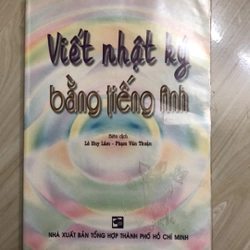 Viết nhật ký
bằng tiếng Anh
Biên dịch
Lê Huy Lâm - Phạm Văn Thuận
NHÀ XUẤT BẢN TỔNG HỢP THÀNH PHỐ HỒ CHÍ MINH